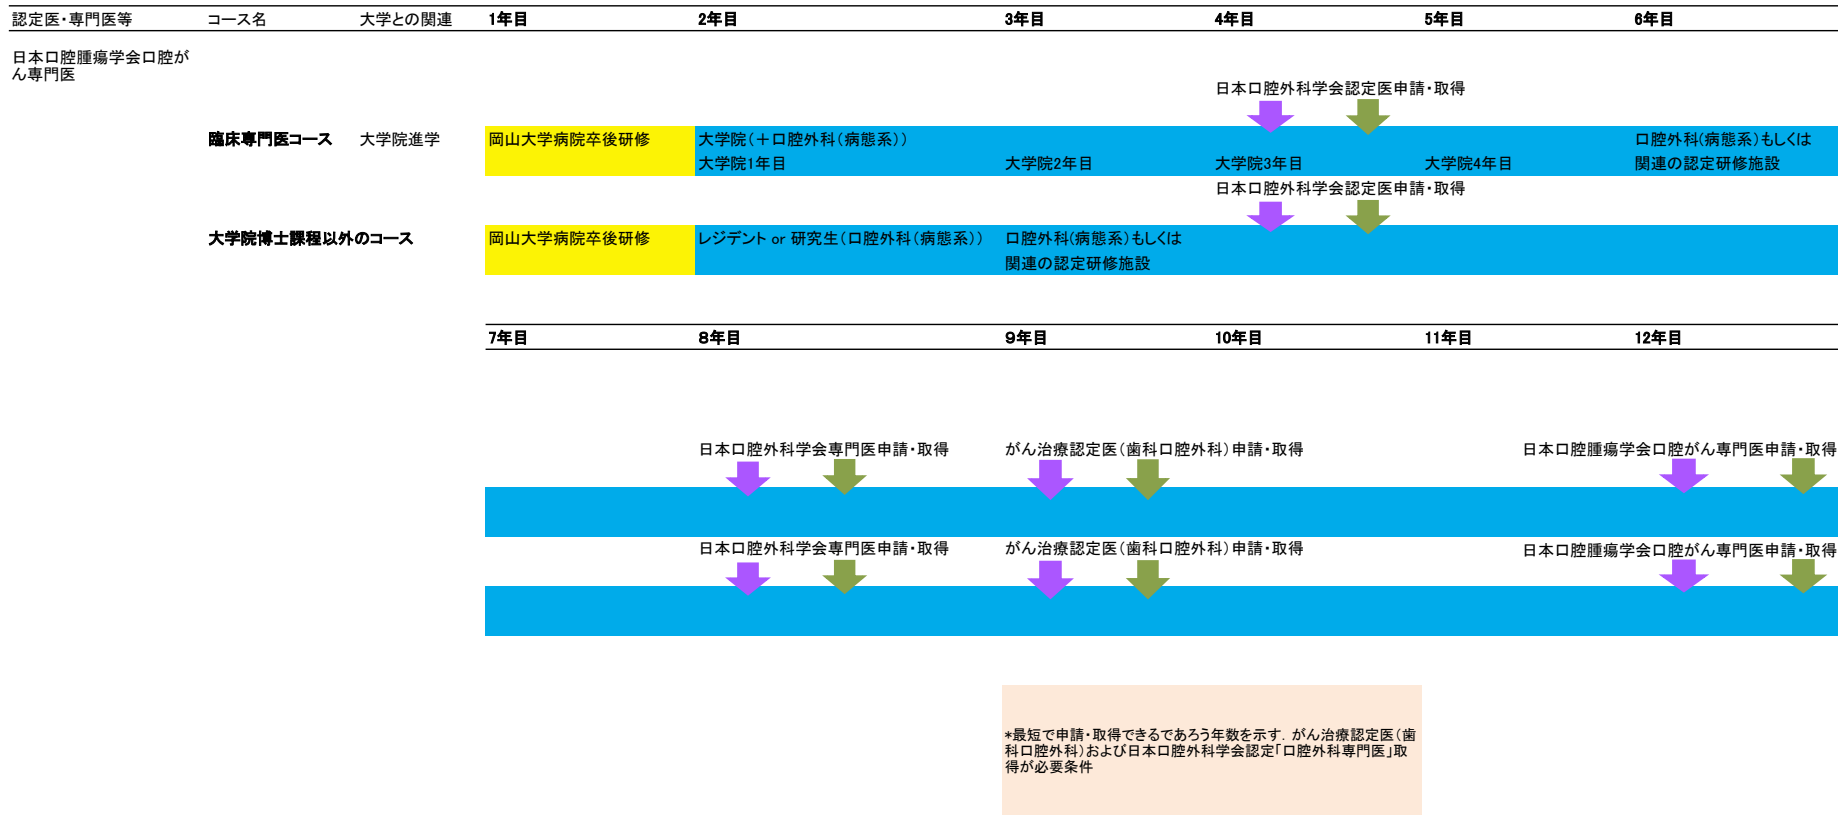 認定医・専門医等 コース名 大学との関連 1年目 2年目 3年目 4年目 5年目 6年目
日本口腔腫瘍学会口腔が
ん専門医
日本口腔外科学会認定医申請・取得
臨床専門医コース 大学院進学 岡山大学病院卒後研修 大学院(+口腔外科(病態系)) 口腔外科(病態系)もしくは
大学院1年目 大学院2年目 大学院3年目 大学院4年目 関連の認定研修施設
日本口腔外科学会認定医申請・取得
大学院博士課程以外のコース 岡山大学病院卒後研修 レジデント or 研究生(口腔外科(病態系)) 口腔外科(病態系)もしくは
関連の認定研修施設
7年目 8年目 9年目 10年目 11年目 12年目
日本口腔外科学会専門医申請・取得 がん治療認定医(歯科口腔外科)申請・取得 日本口腔腫瘍学会口腔がん専門医申請・取得
日本口腔外科学会専門医申請・取得 がん治療認定医(歯科口腔外科)申請・取得 日本口腔腫瘍学会口腔がん専門医申請・取得
*最短で申請・取得できるであろう年数を示す. がん治療認定医(歯
科口腔外科)および日本口腔外科学会認定「口腔外科専門医」取
得が必要条件